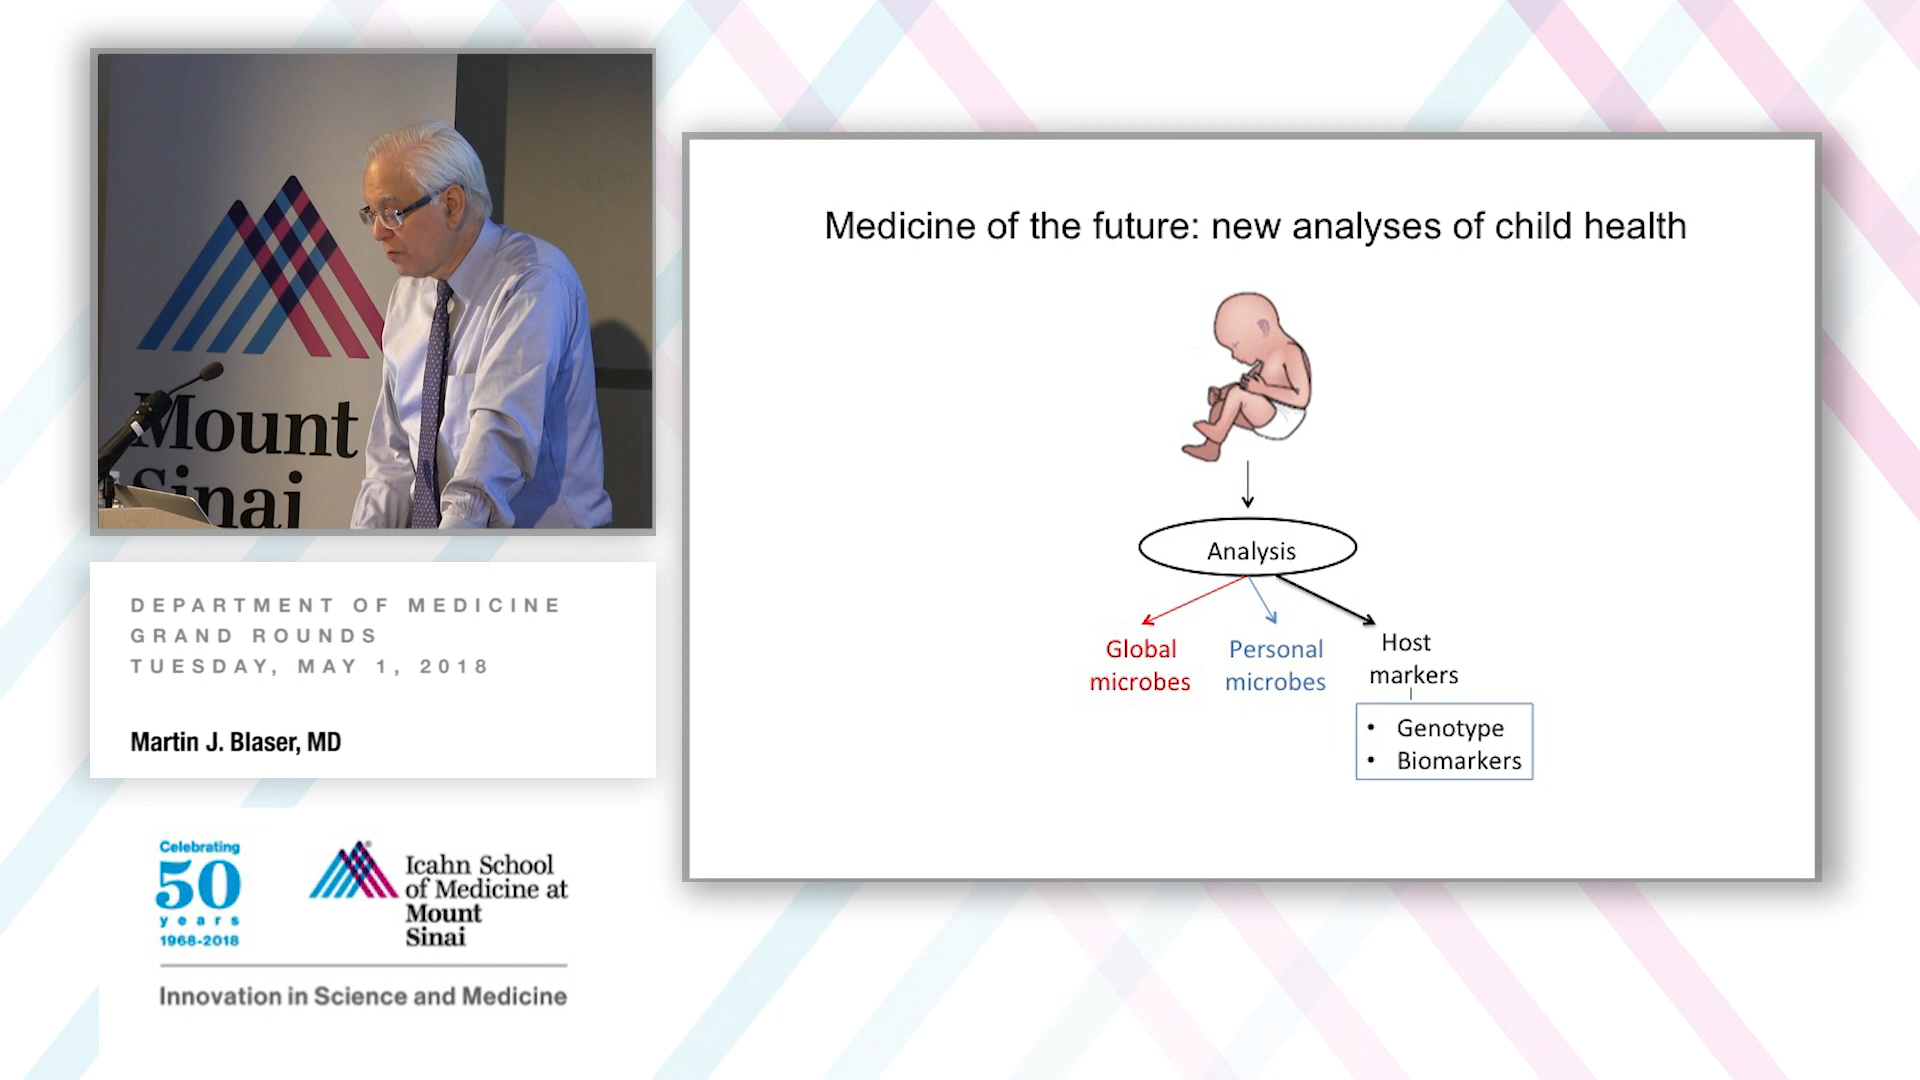 Mount
Sinai
DEPARTMENT OF MEDICINE
GRAND ROUNDS
TUESDAY, MAY 1, 2018
Martin J. Blaser, MD
Celebrating
50
years
1968-2018
Icahn School
of Medicine at
Mount
Sinai
Innovation in Science and Medicine
Medicine of the future: new analyses of child health
Analysis
Global
microbes
Personal
microbes
Host
markers
• Genotype
• Biomarkers